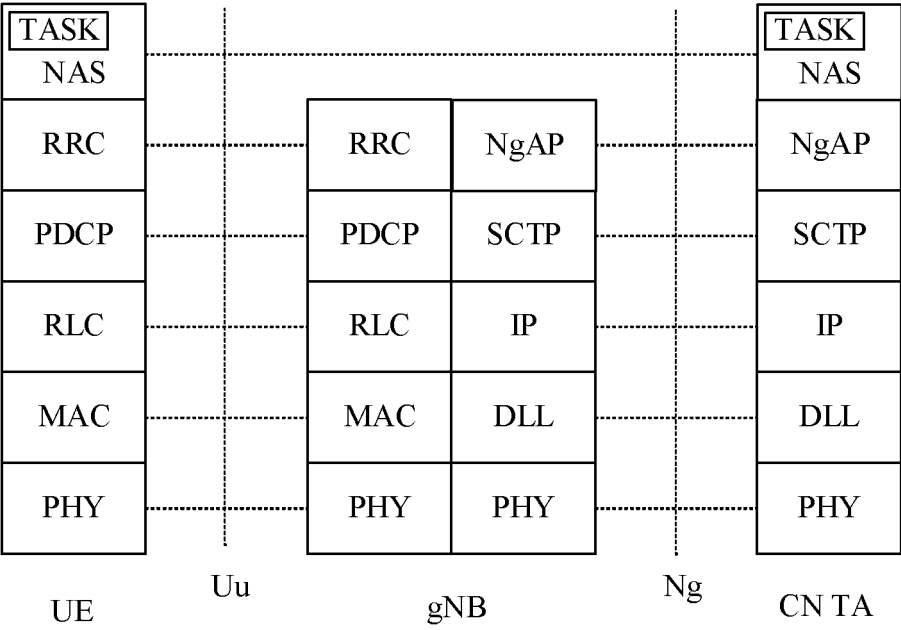 TASK TASK
NAS NAS
RRC RRC NgAP NgAP
PDCP PDCP SCTP SCTP
RLC RLC IP IP
MAC MAC DLL DLL
PHY PHY PHY PHY
Uu Ng
UE gNB CN TA